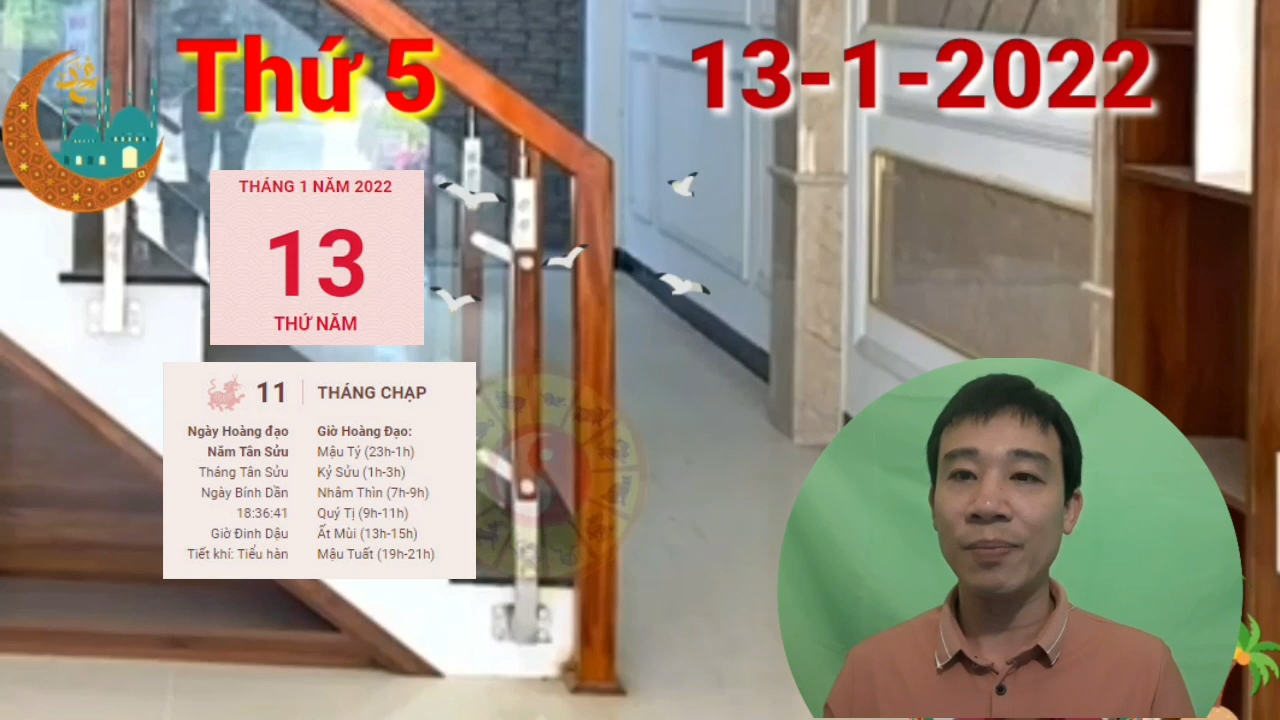 Thứ 5
13-1-2022
THÁNG 1 NĂM 2022
13
THỨ NĂM
11
THÁNG CHẠP
Ngày Hoàng đạo
Năm Tân Sửu
Tháng Tân Sửu
Ngày Bính Dần
18:36:41
Giờ Đinh Dậu
Tiết khí: Tiểu hàn
Giờ Hoàng Đạo:
Mậu Tý (23h-1h)
Kỷ Sửu (1h-3h)
Nhâm Thìn (7h-9h)
Quý Tị (9h-11h)
Ất Mùi (13h-15h)
Mậu Tuất (19h-21h)